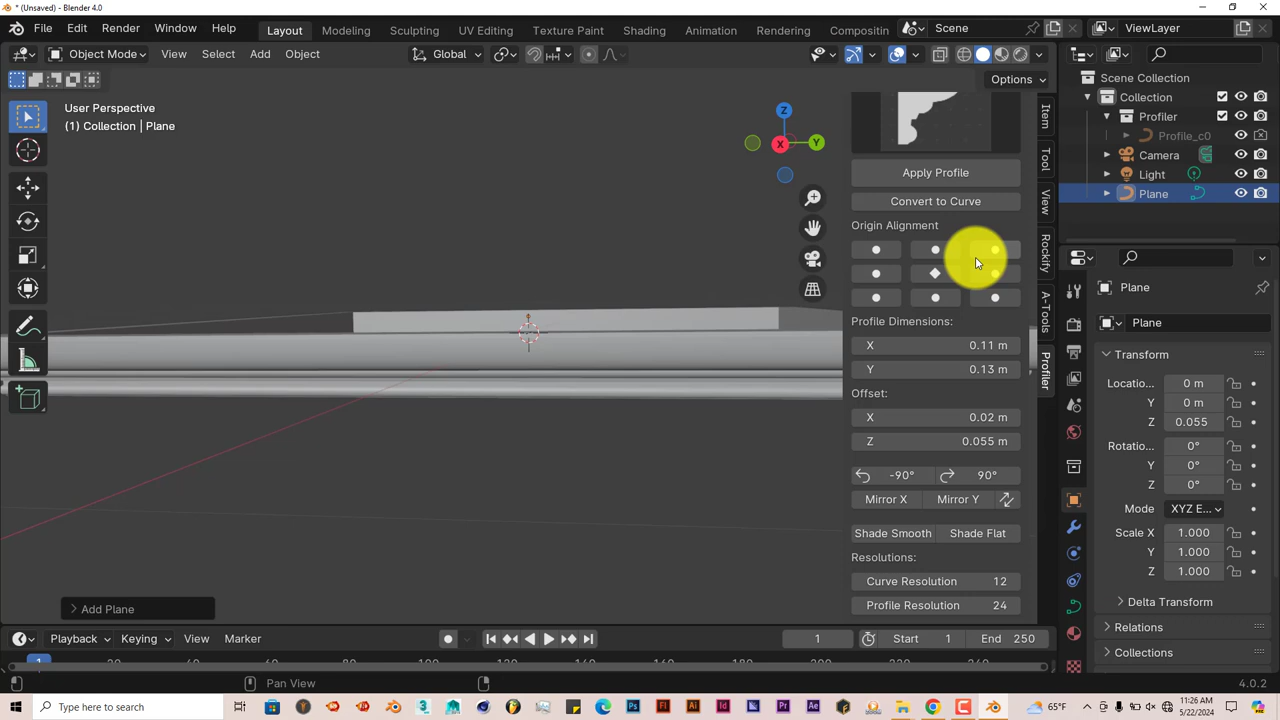 * (Unsaved) - Blender 4.0
File Edit Render Window Help Layout Modeling Sculpting UV Editing Texture Paint Shading Animation Rendering Compositin Scene ViewLayer
Object Mode View Select Add Object Global
Options
User Perspective
(1) Collection | Plane
Z
Y
X
Apply Profile
Convert to Curve
Origin Alignment
Profile Dimensions:
X 0.11 m
Y 0.13 m
Offset:
X 0.02 m
Z 0.055 m
-90° 90°
Mirror X Mirror Y
Shade Smooth Shade Flat
Resolutions:
Curve Resolution 12
Profile Resolution 24
Item
Tool
View
Rockify
A-Tools
Profiler
Scene Collection
Collection
Profiler
Profile_c0
Camera
Light
Plane
Plane
Plane
Transform
Locatio... 0 m
Y 0 m
Z 0.055
Rotatio... 0°
Y 0°
Z 0°
Mode XYZ E...
Scale X 1.000
Y 1.000
Z 1.000
Delta Transform
Relations
Collections
Add Plane
Playback Keying View Marker 1 Start 1 End 250
Pan View 4.0.2
Type here to search
65°F
11:26 AM
5/22/2024